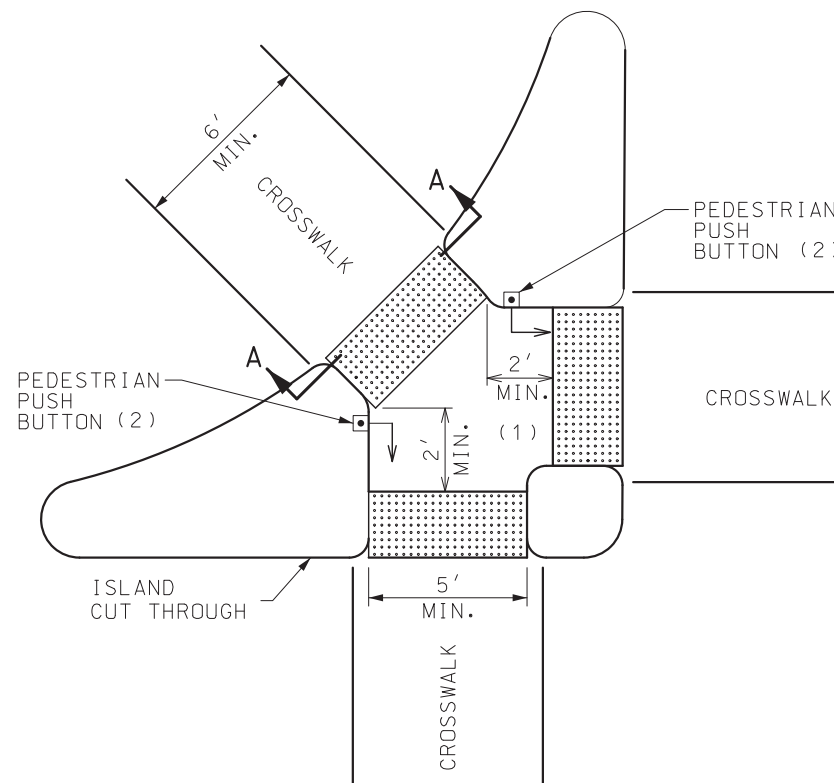 6'
MIN.
CROSSWALK
A
PEDESTRIAN
PUSH
BUTTON (2)
A
PEDESTRIAN
PUSH
BUTTON (2)
2'
MIN.
(1)
2'
MIN.
CROSSWALK
ISLAND
CUT THROUGH
5'
MIN.
CROSSWALK